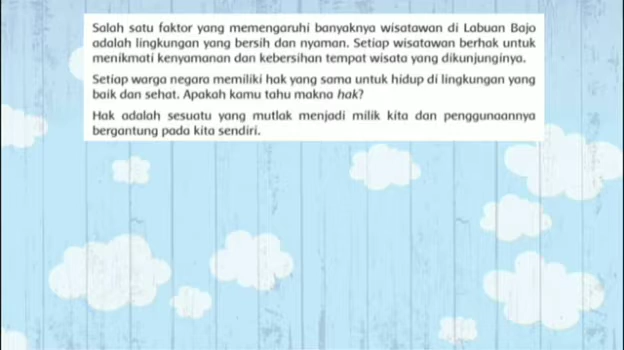 Salah satu faktor yang memengaruhi banyaknya wisatawan di Labuan Bajo
adalah lingkungan yang bersih dan nyaman. Setiap wisatawan berhak untuk
menikmati kenyamanan dan kebersihan tempat wisata yang dikunjunginya.
Setiap warga negara memiliki hak yang sama untuk hidup di lingkungan yang
baik dan sehat. Apakah kamu tahu makna hak?
Hak adalah sesuatu yang mutlak menjadi milik kita dan penggunaannya
bergantung pada kita sendiri.